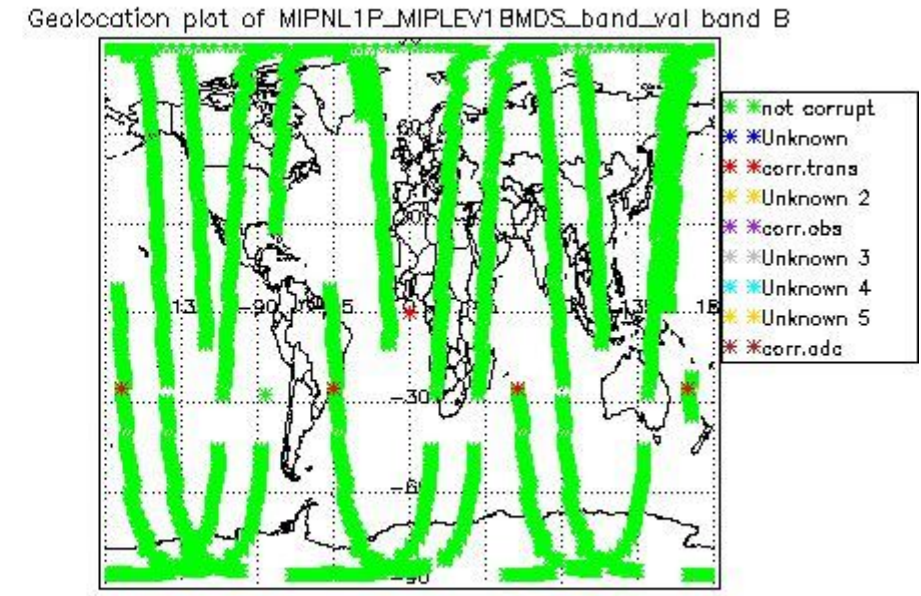 Geolocation plot of MIPNL1P_MIPLEV1BMDS_band_val band B
not corrupt
Unknown
corr.trans
Unknown 2
corr.obs
Unknown 3
Unknown 4
Unknown 5
corr.adc
60
-90
-30
-60
-90